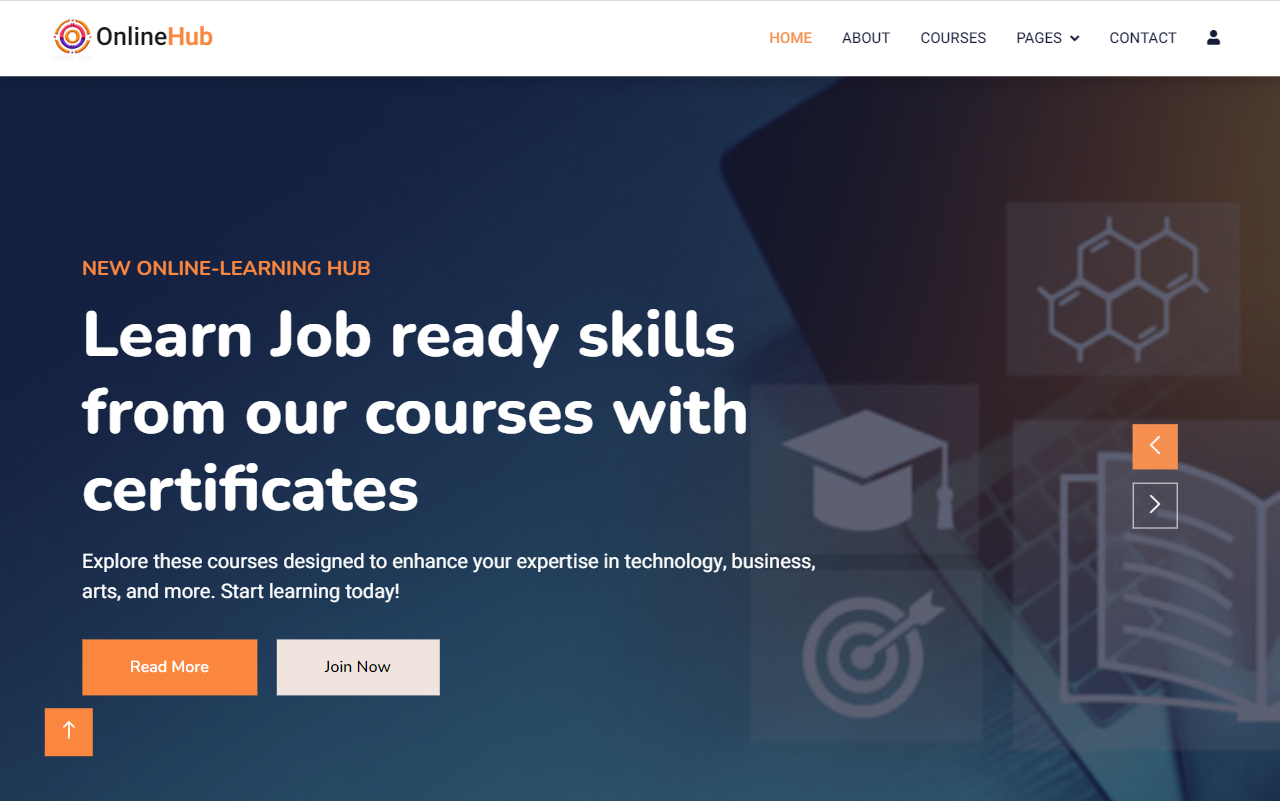 OnlineHub
HOME ABOUT COURSES PAGES CONTACT
NEW ONLINE-LEARNING HUB
Learn Job ready skills
from our courses with
certificates
Explore these courses designed to enhance your expertise in technology, business,
arts, and more. Start learning today!
Read More Join Now